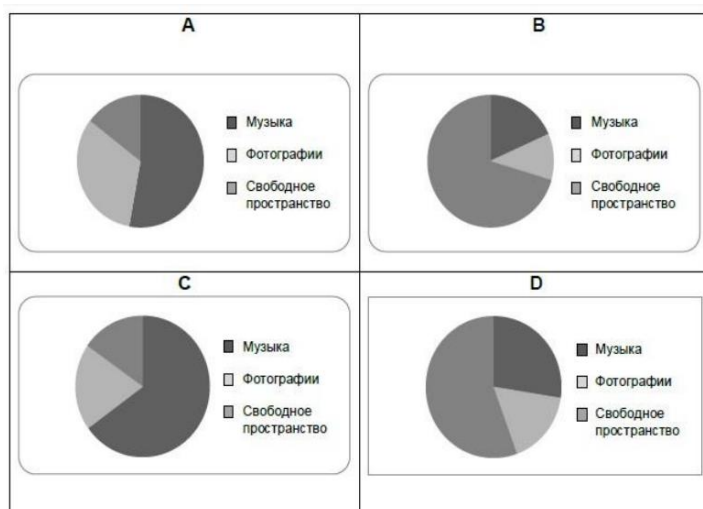 A
B
Музыка
Фотографии
Свободное
пространство
Музыка
Фотографии
Свободное
пространство
C
D
Музыка
Фотографии
Свободное
пространство
Музыка
Фотографии
Свободное
пространство